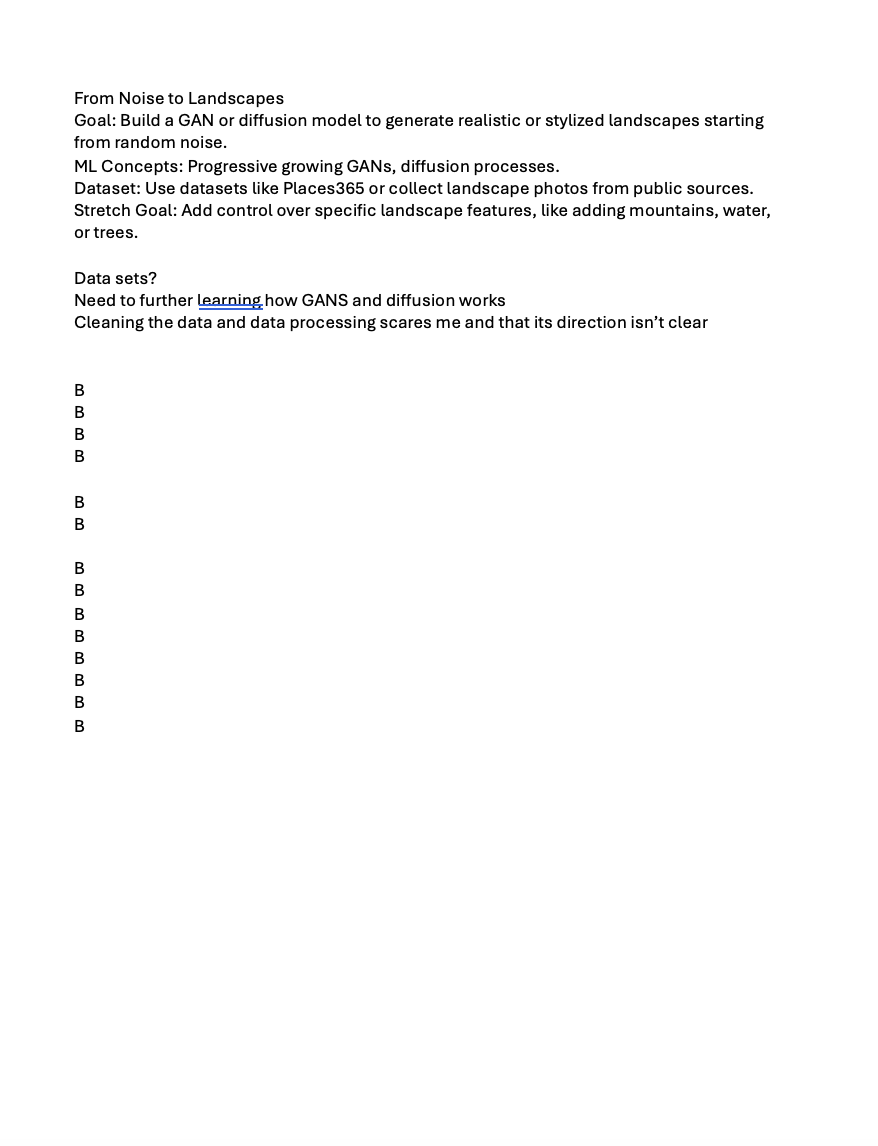 From Noise to Landscapes
Goal: Build a GAN or diffusion model to generate realistic or stylized landscapes starting
from random noise.
ML Concepts: Progressive growing GANs, diffusion processes.
Dataset: Use datasets like Places365 or collect landscape photos from public sources.
Stretch Goal: Add control over specific landscape features, like adding mountains, water,
or trees.
Data sets?
Need to further learning how GANS and diffusion works
Cleaning the data and data processing scares me and that its direction isn’t clear
B
B
B
B
B
B
B
B
B
B
B
B
B
B